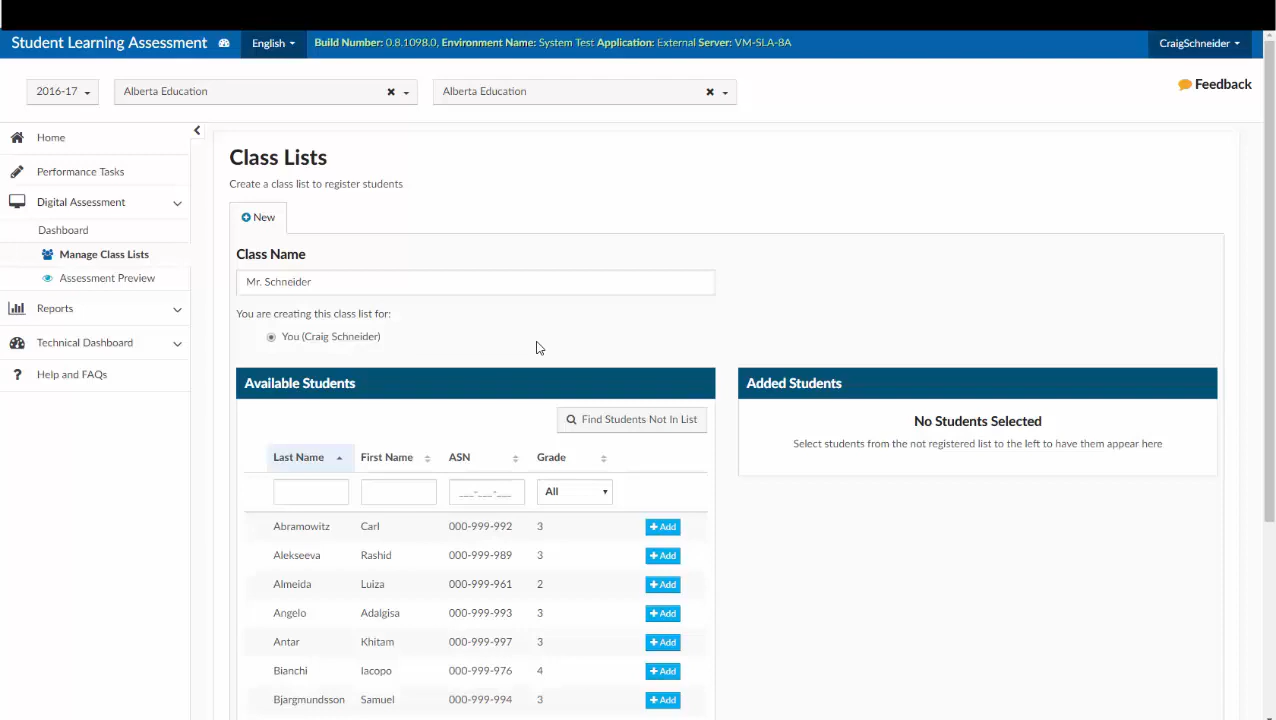 Student Learning Assessment English Build Number: 0.8.1098.0, Environment Name: System Test Application: External Server: VM-SLA-8A CraigSchneider
2016-17 Alberta Education Alberta Education Feedback
Home
Performance Tasks
Digital Assessment
Dashboard
Manage Class Lists
Assessment Preview
Reports
Technical Dashboard
Help and FAQs
Class Lists
Create a class list to register students
New
Class Name
Mr. Schneider
You are creating this class list for:
You (Craig Schneider)
Available Students
Find Students Not In List
Last Name First Name ASN Grade
___-___-___ All
Abramowitz Carl 000-999-992 3 Add
Alekseeva Rashid 000-999-989 3 Add
Almeida Luiza 000-999-961 2 Add
Angelo Adalgisa 000-999-993 3 Add
Antar Khitam 000-999-997 3 Add
Bianchi Iacopo 000-999-976 4 Add
Bjargmundsson Samuel 000-999-994 3 Add
Added Students
No Students Selected
Select students from the not registered list to the left to have them appear here